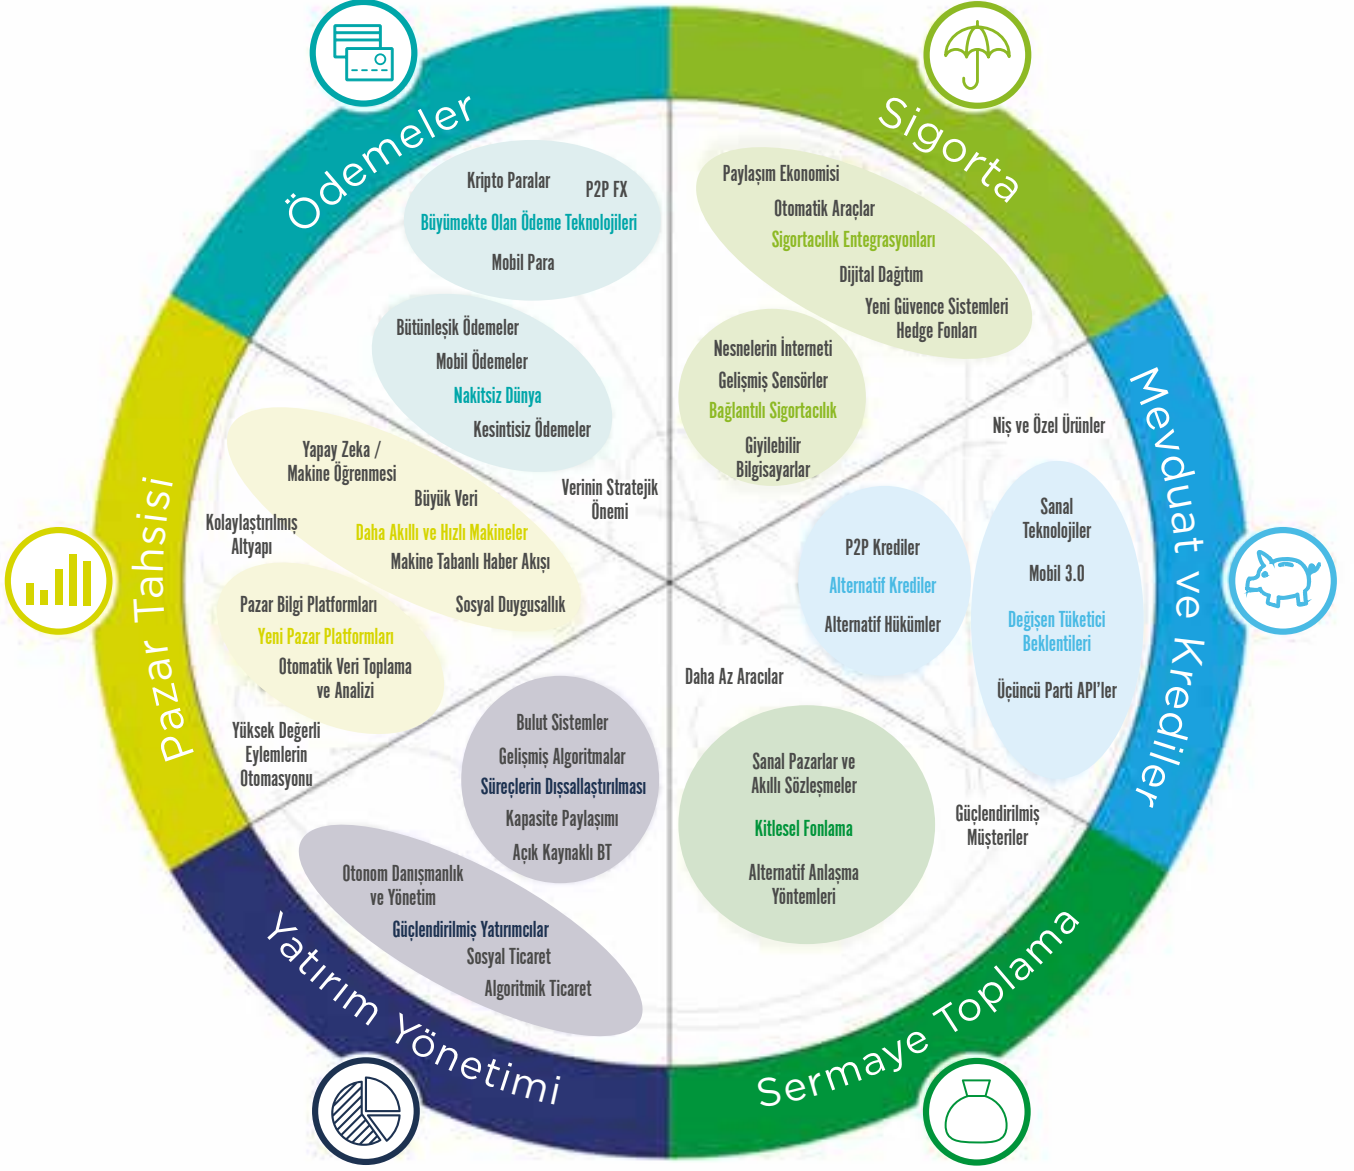 Ödemeler
Kripto Paralar
P2P FX
Büyümekte Olan Ödeme Teknolojileri
Mobil Para
Bütünleşik Ödemeler
Mobil Ödemeler
Nakitsiz Dünya
Kesintisiz Ödemeler
Verinin Stratejik
Önemi
Sigorta
Paylaşım Ekonomisi
Otomatik Araçlar
Sigortacılık Entegrasyonları
Dijital Dağıtım
Yeni Güvence Sistemleri
Hedge Fonları
Nesnelerin İnterneti
Gelişmiş Sensörler
Bağlantılı Sigortacılık
Giyilebilir
Bilgisayarlar
Mevduat ve Krediler
Niş ve Özel Ürünler
Sanal
Teknolojiler
Mobil 3.0
Değişen Tüketici
Beklentileri
Üçüncü Parti API'ler
P2P Krediler
Alternatif Krediler
Alternatif Hükümler
Sermaye Toplama
Daha Az Aracılar
Sanal Pazarlar ve
Akıllı Sözleşmeler
Kitlesel Fonlama
Alternatif Anlaşma
Yöntemleri
Güçlendirilmiş
Müşteriler
Yatırım Yönetimi
Bulut Sistemler
Gelişmiş Algoritmalar
Süreçlerin Dışsallaştırılması
Kapasite Paylaşımı
Açık Kaynaklı BT
Otonom Danışmanlık
ve Yönetim
Güçlendirilmiş Yatırımcılar
Sosyal Ticaret
Algoritmik Ticaret
Pazar Tahsisi
Yapay Zeka /
Makine Öğrenmesi
Büyük Veri
Daha Akıllı ve Hızlı Makineler
Makine Tabanlı Haber Akışı
Sosyal Duygusallık
Kolaylaştırılmış
Altyapı
Pazar Bilgi Platformları
Yeni Pazar Platformları
Otomatik Veri Toplama
ve Analizi
Yüksek Değerli
Eylemlerin
Otomasyonu